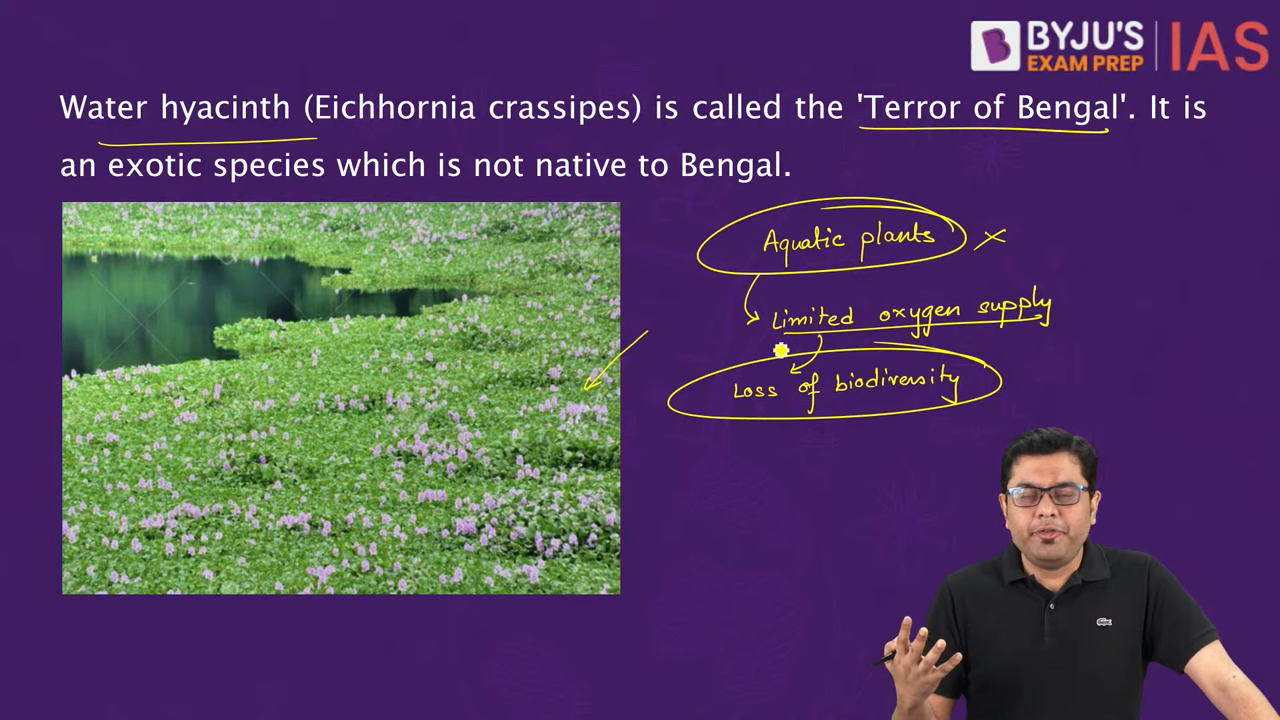 BYJU'S
EXAM PREP
IAS
Water hyacinth (Eichhornia crassipes) is called the 'Terror of Bengal'. It is
an exotic species which is not native to Bengal.
Aquatic plants
Limited oxygen supply
Loss of biodiversity